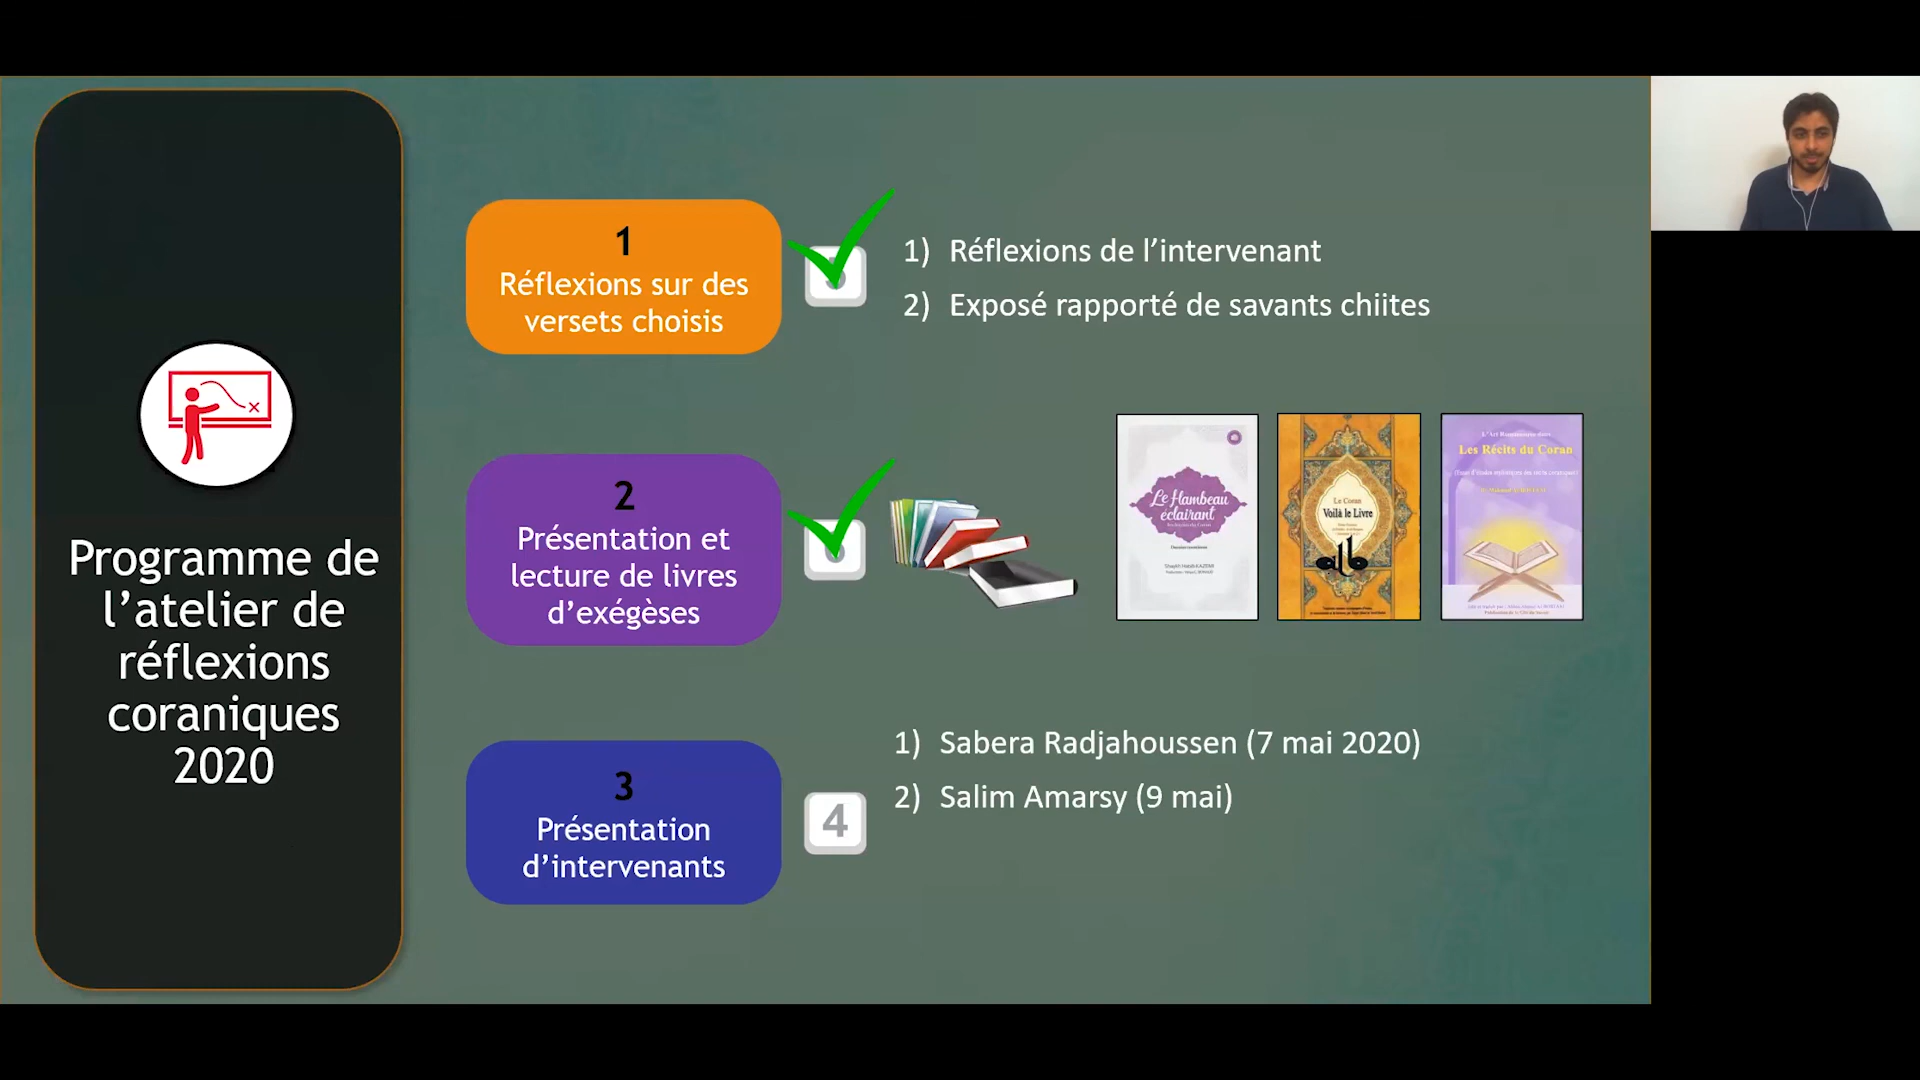 Programme de
l’atelier de
réflexions
coraniques
2020
1
Réflexions sur des
versets choisis
1) Réflexions de l’intervenant
2) Exposé rapporté de savants chiites
2
Présentation et
lecture de livres
d’exégèses
Le Flambeau
éclairant
Shaykh Habib KAZEMI
Le Coran
Voilà le Livre
Les Récits du Coran
3
Présentation
d’intervenants
4
1) Sabera Radjahoussen (7 mai 2020)
2) Salim Amarsy (9 mai)